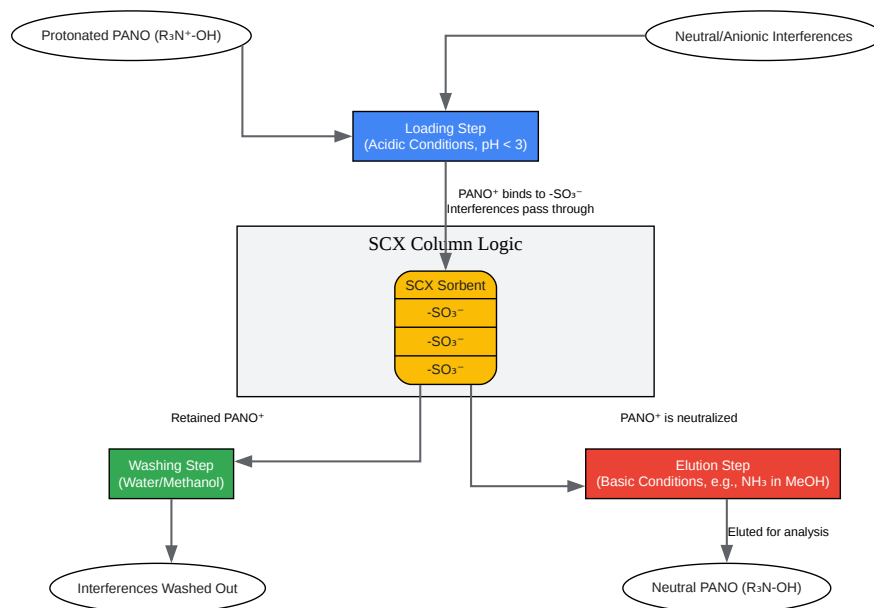 Protonated PANO (R₃N⁺-OH)
Neutral/Anionic Interferences
Loading Step
(Acidic Conditions, pH < 3)
PANO⁺ binds to -SO₃⁻
Interferences pass through
SCX Column Logic
SCX Sorbent
-SO₃⁻
-SO₃⁻
-SO₃⁻
Retained PANO⁺
PANO⁺ is neutralized
Washing Step
(Water/Methanol)
Elution Step
(Basic Conditions, e.g., NH₃ in MeOH)
Eluted for analysis
Interferences Washed Out
Neutral PANO (R₃N-OH)